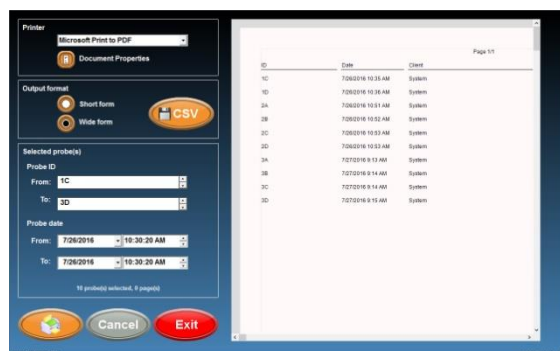 Printer
Microsoft Print to PDF
Document Properties
Output format
Short form
Wide form
CSV
Selected probe(s)
Probe ID
From: 1C
To: 3D
Probe date
From: 7/26/2016 10:30:20 AM
To: 7/26/2016 10:30:20 AM
10 probe(s) selected, 0 page(s)
Cancel
Exit
Page 1/1
ID Date Client
1C 7/26/2016 10:35 AM System
1D 7/26/2016 10:36 AM System
2A 7/26/2016 10:51 AM System
2B 7/26/2016 10:52 AM System
2C 7/26/2016 10:53 AM System
2D 7/26/2016 10:53 AM System
3A 7/27/2016 9:13 AM System
3B 7/27/2016 9:14 AM System
3C 7/27/2016 9:14 AM System
3D 7/27/2016 9:15 AM System